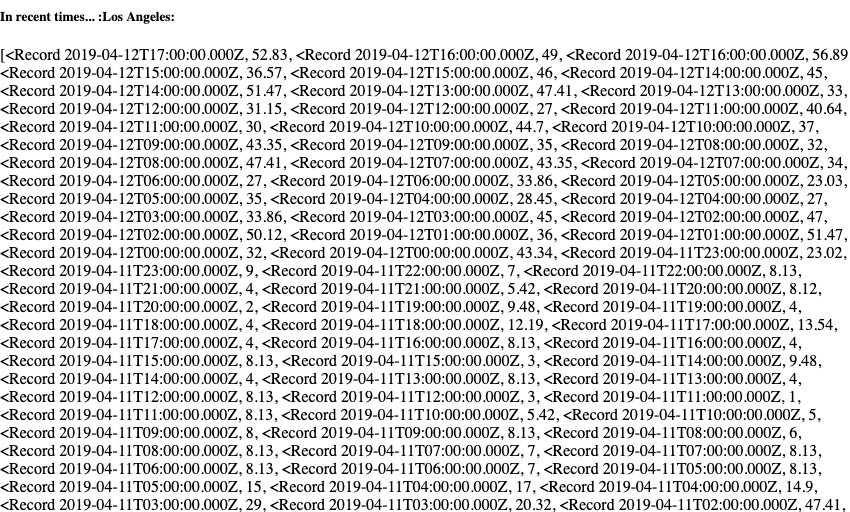 In recent times... :Los Angeles:
[<Record 2019-04-12T17:00:00.000Z, 52.83, <Record 2019-04-12T16:00:00.000Z, 49, <Record 2019-04-12T16:00:00.000Z, 56.89
<Record 2019-04-12T15:00:00.000Z, 36.57, <Record 2019-04-12T15:00:00.000Z, 46, <Record 2019-04-12T14:00:00.000Z, 45,
<Record 2019-04-12T14:00:00.000Z, 51.47, <Record 2019-04-12T13:00:00.000Z, 47.41, <Record 2019-04-12T13:00:00.000Z, 33,
<Record 2019-04-12T12:00:00.000Z, 31.15, <Record 2019-04-12T12:00:00.000Z, 27, <Record 2019-04-12T11:00:00.000Z, 40.64,
<Record 2019-04-12T11:00:00.000Z, 30, <Record 2019-04-12T10:00:00.000Z, 44.7, <Record 2019-04-12T10:00:00.000Z, 37,
<Record 2019-04-12T09:00:00.000Z, 43.35, <Record 2019-04-12T09:00:00.000Z, 35, <Record 2019-04-12T08:00:00.000Z, 32,
<Record 2019-04-12T08:00:00.000Z, 47.41, <Record 2019-04-12T07:00:00.000Z, 43.35, <Record 2019-04-12T07:00:00.000Z, 34,
<Record 2019-04-12T06:00:00.000Z, 27, <Record 2019-04-12T06:00:00.000Z, 33.86, <Record 2019-04-12T05:00:00.000Z, 23.03,
<Record 2019-04-12T05:00:00.000Z, 35, <Record 2019-04-12T04:00:00.000Z, 28.45, <Record 2019-04-12T04:00:00.000Z, 27,
<Record 2019-04-12T03:00:00.000Z, 33.86, <Record 2019-04-12T03:00:00.000Z, 45, <Record 2019-04-12T02:00:00.000Z, 47,
<Record 2019-04-12T02:00:00.000Z, 50.12, <Record 2019-04-12T01:00:00.000Z, 36, <Record 2019-04-12T01:00:00.000Z, 51.47,
<Record 2019-04-12T00:00:00.000Z, 32, <Record 2019-04-12T00:00:00.000Z, 43.34, <Record 2019-04-11T23:00:00.000Z, 23.02,
<Record 2019-04-11T23:00:00.000Z, 9, <Record 2019-04-11T22:00:00.000Z, 7, <Record 2019-04-11T22:00:00.000Z, 8.13,
<Record 2019-04-11T21:00:00.000Z, 4, <Record 2019-04-11T21:00:00.000Z, 5.42, <Record 2019-04-11T20:00:00.000Z, 8.12,
<Record 2019-04-11T20:00:00.000Z, 2, <Record 2019-04-11T19:00:00.000Z, 9.48, <Record 2019-04-11T19:00:00.000Z, 4,
<Record 2019-04-11T18:00:00.000Z, 4, <Record 2019-04-11T18:00:00.000Z, 12.19, <Record 2019-04-11T17:00:00.000Z, 13.54,
<Record 2019-04-11T17:00:00.000Z, 4, <Record 2019-04-11T16:00:00.000Z, 8.13, <Record 2019-04-11T16:00:00.000Z, 4,
<Record 2019-04-11T15:00:00.000Z, 8.13, <Record 2019-04-11T15:00:00.000Z, 3, <Record 2019-04-11T14:00:00.000Z, 9.48,
<Record 2019-04-11T14:00:00.000Z, 4, <Record 2019-04-11T13:00:00.000Z, 8.13, <Record 2019-04-11T13:00:00.000Z, 4,
<Record 2019-04-11T12:00:00.000Z, 8.13, <Record 2019-04-11T12:00:00.000Z, 3, <Record 2019-04-11T11:00:00.000Z, 1,
<Record 2019-04-11T11:00:00.000Z, 8.13, <Record 2019-04-11T10:00:00.000Z, 5.42, <Record 2019-04-11T10:00:00.000Z, 5,
<Record 2019-04-11T09:00:00.000Z, 8, <Record 2019-04-11T09:00:00.000Z, 8.13, <Record 2019-04-11T08:00:00.000Z, 6,
<Record 2019-04-11T08:00:00.000Z, 8.13, <Record 2019-04-11T07:00:00.000Z, 7, <Record 2019-04-11T07:00:00.000Z, 8.13,
<Record 2019-04-11T06:00:00.000Z, 8.13, <Record 2019-04-11T06:00:00.000Z, 7, <Record 2019-04-11T05:00:00.000Z, 8.13,
<Record 2019-04-11T05:00:00.000Z, 15, <Record 2019-04-11T04:00:00.000Z, 17, <Record 2019-04-11T04:00:00.000Z, 14.9,
<Record 2019-04-11T03:00:00.000Z, 29, <Record 2019-04-11T03:00:00.000Z, 20.32, <Record 2019-04-11T02:00:00.000Z, 47.41,